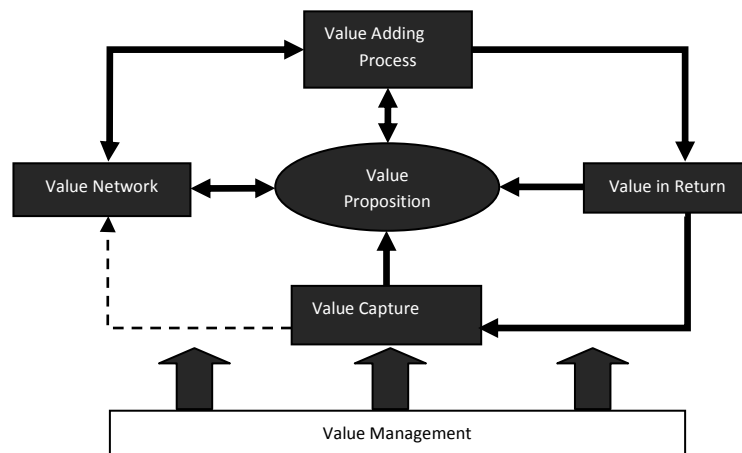 Value Adding
Process
Value Network
Value
Proposition
Value in Return
Value Capture
Value Management